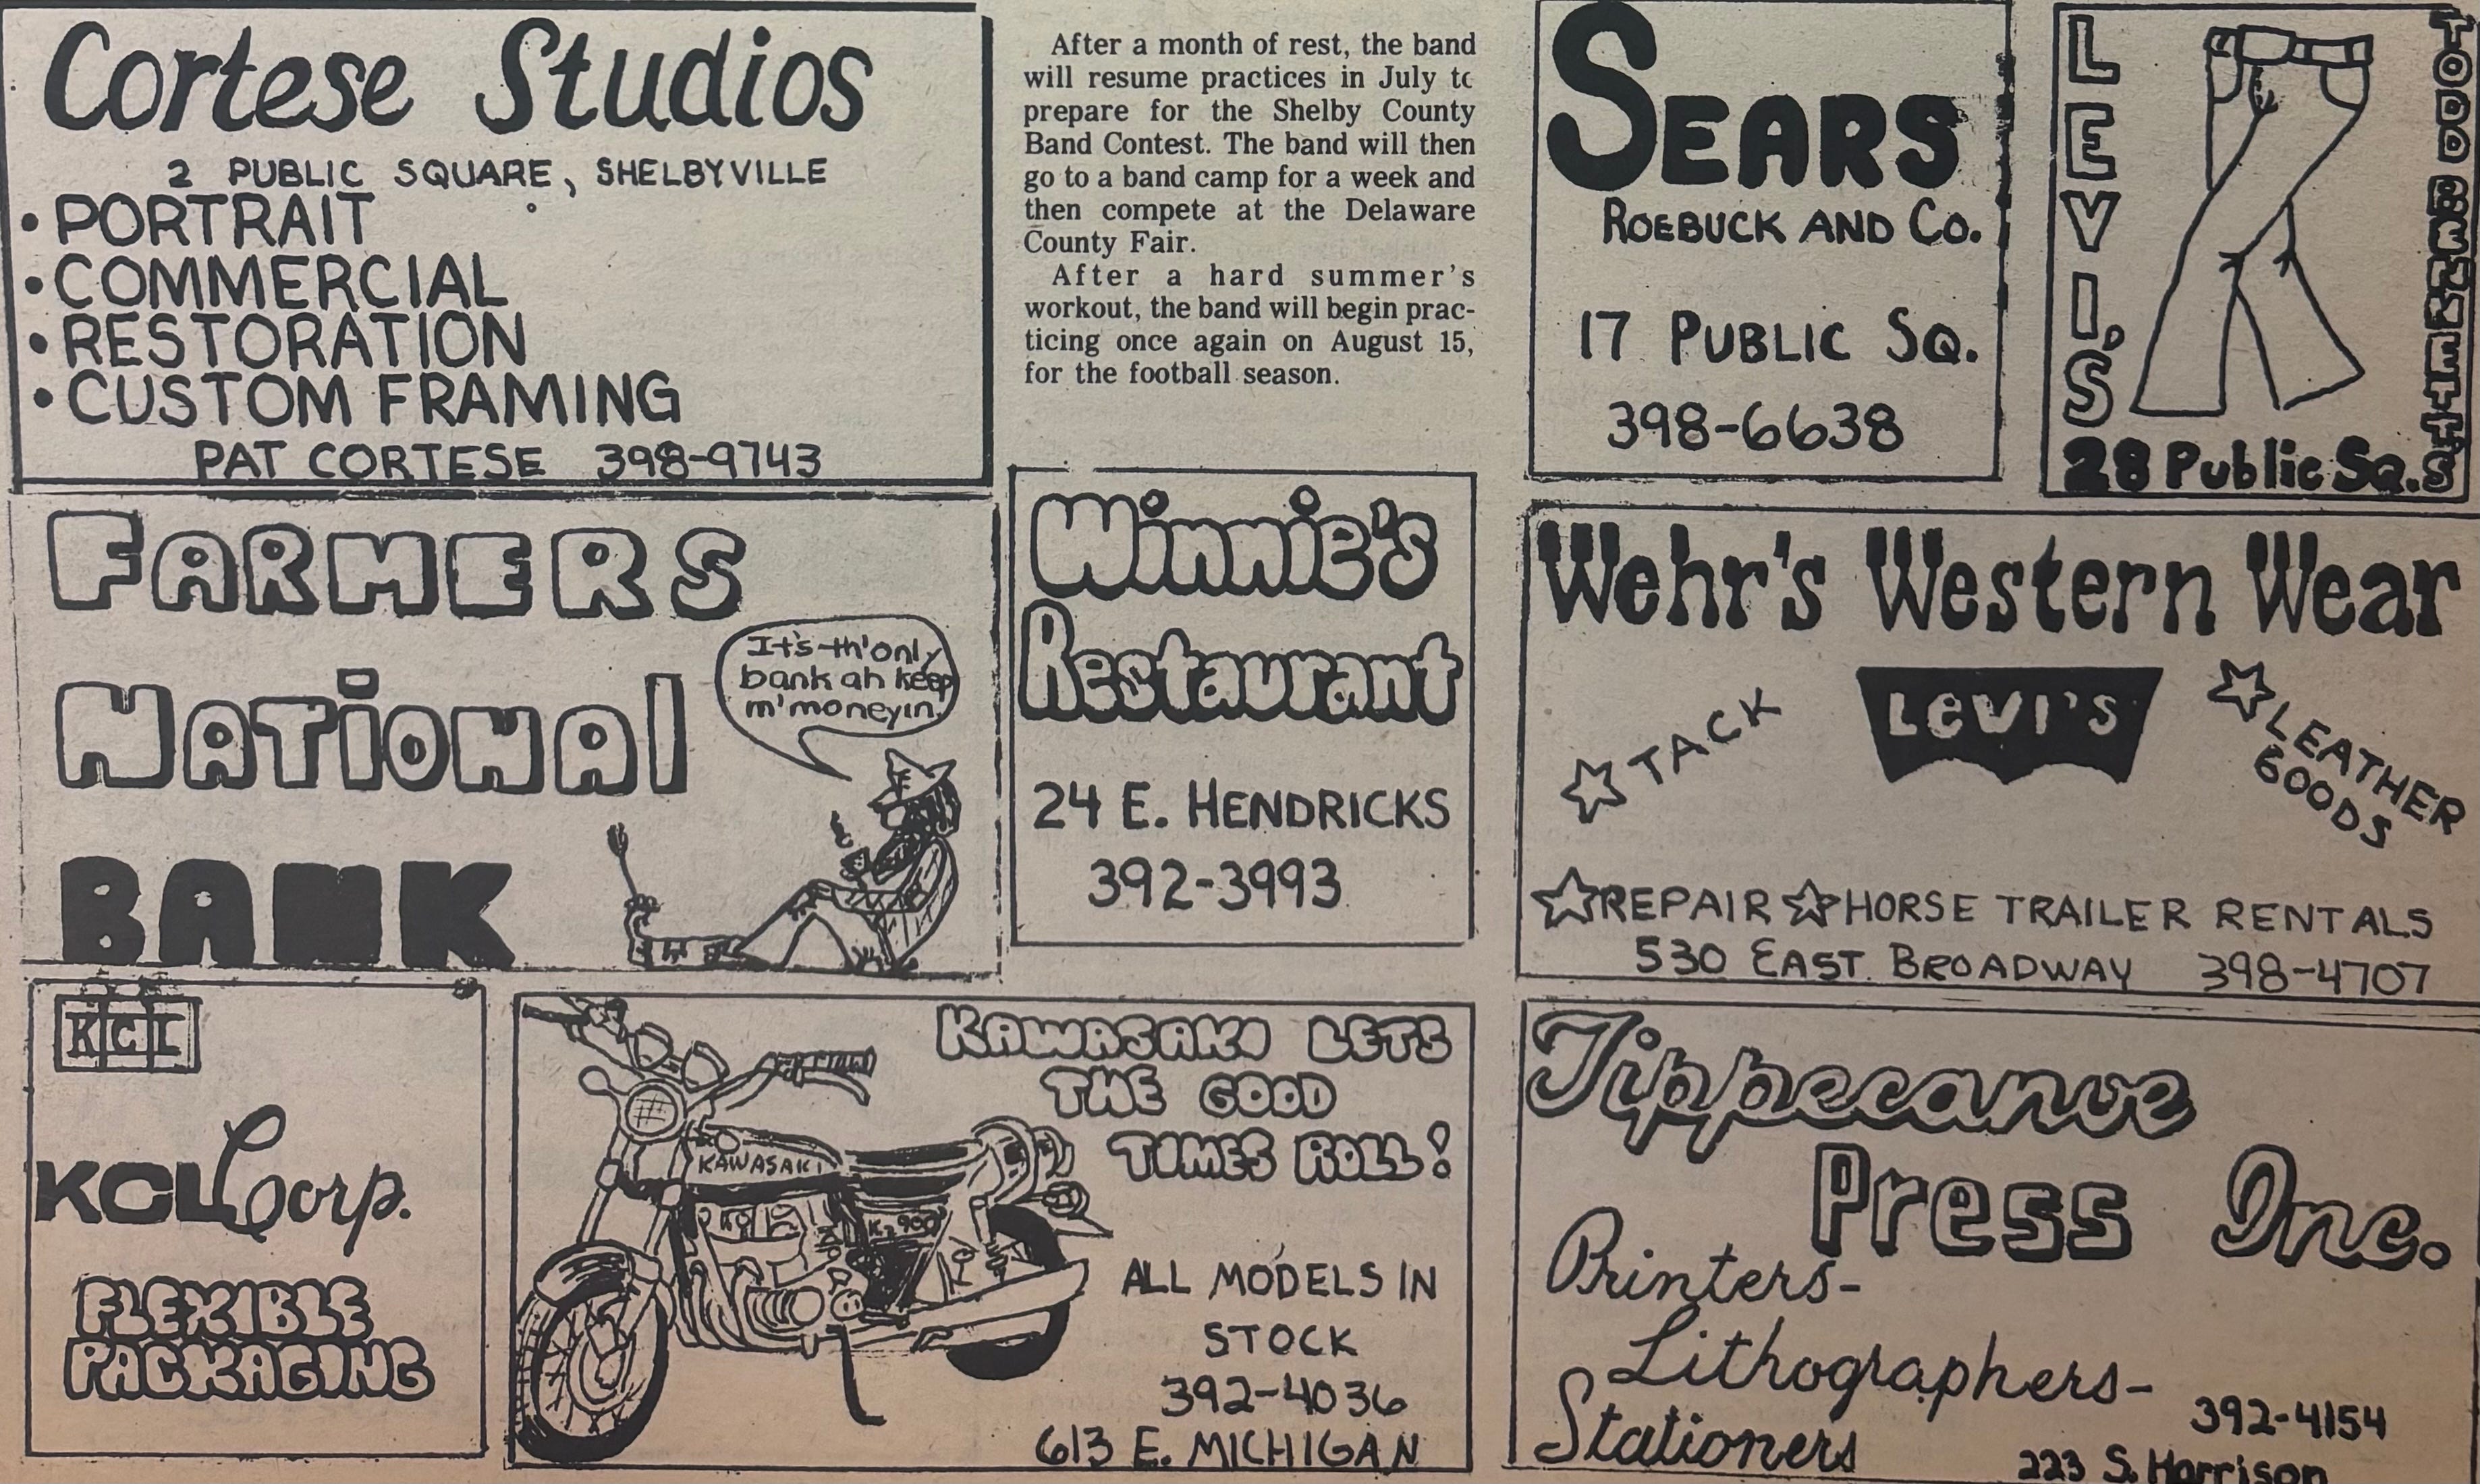 Cortese Studios
2 PUBLIC SQUARE, SHELBYVILLE
• PORTRAIT
• COMMERCIAL
• RESTORATION
• CUSTOM FRAMING
PAT CORTESE 398-9743
After a month of rest, the band
will resume practices in July to
prepare for the Shelby County
Band Contest. The band will then
go to a band camp for a week and
then compete at the Delaware
County Fair.
After a hard summer's
workout, the band will begin prac-
ticing once again on August 15,
for the football season.
SEARS
ROEBUCK AND CO.
17 PUBLIC SQ.
398-6638
LEVI'S
TODD BENNETTS
28 Public Sq.
FARMERS
NATIONAL
BANK
It's th' only
bank ah keep
m' money in!
Winnie's
Restaurant
24 E. HENDRICKS
392-3993
Wehr's Western Wear
☆ TACK
LEVI'S
☆ LEATHER
GOODS
☆ REPAIR ☆ HORSE TRAILER RENTALS
530 EAST BROADWAY 398-4707
KCL
KCL Corp.
FLEXIBLE
PACKAGING
KAWASAKI LETS
THE GOOD
TIMES ROLL!
KAWASAKI
900
ALL MODELS IN
STOCK
392-4036
613 E. MICHIGAN
Tippecanoe
Press Inc.
Printers-
Lithographers-
Stationers
392-4154
223 S. Harrison